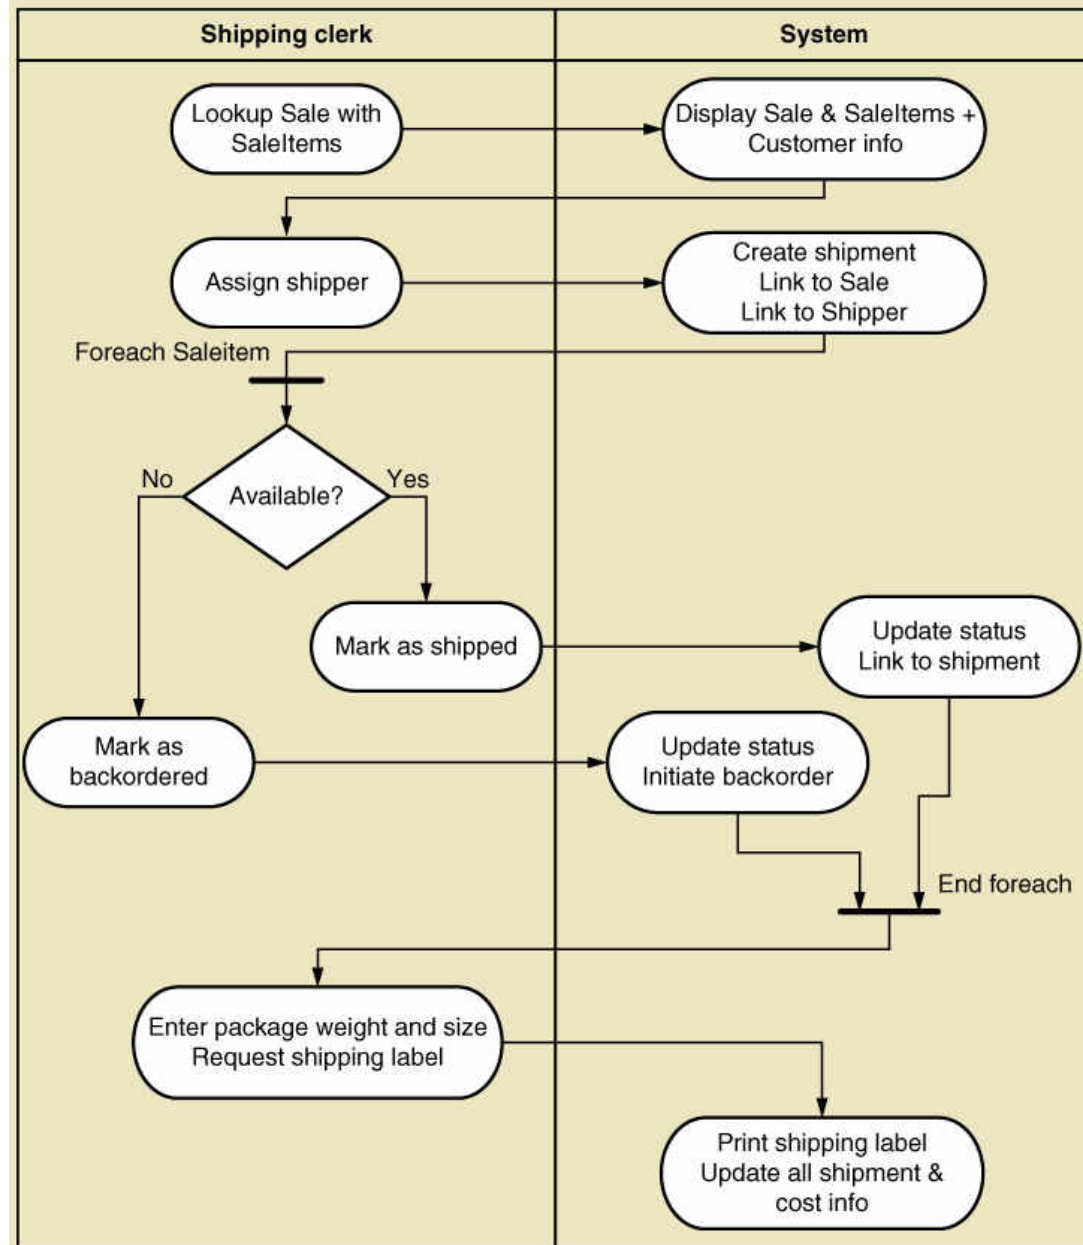 Shipping clerk
System
Lookup Sale with
SaleItems
Display Sale & SaleItems +
Customer info
Assign shipper
Create shipment
Link to Sale
Link to Shipper
Foreach Saleitem
No
Available?
Yes
Mark as shipped
Update status
Link to shipment
Mark as
backordered
Update status
Initiate backorder
End foreach
Enter package weight and size
Request shipping label
Print shipping label
Update all shipment &
cost info